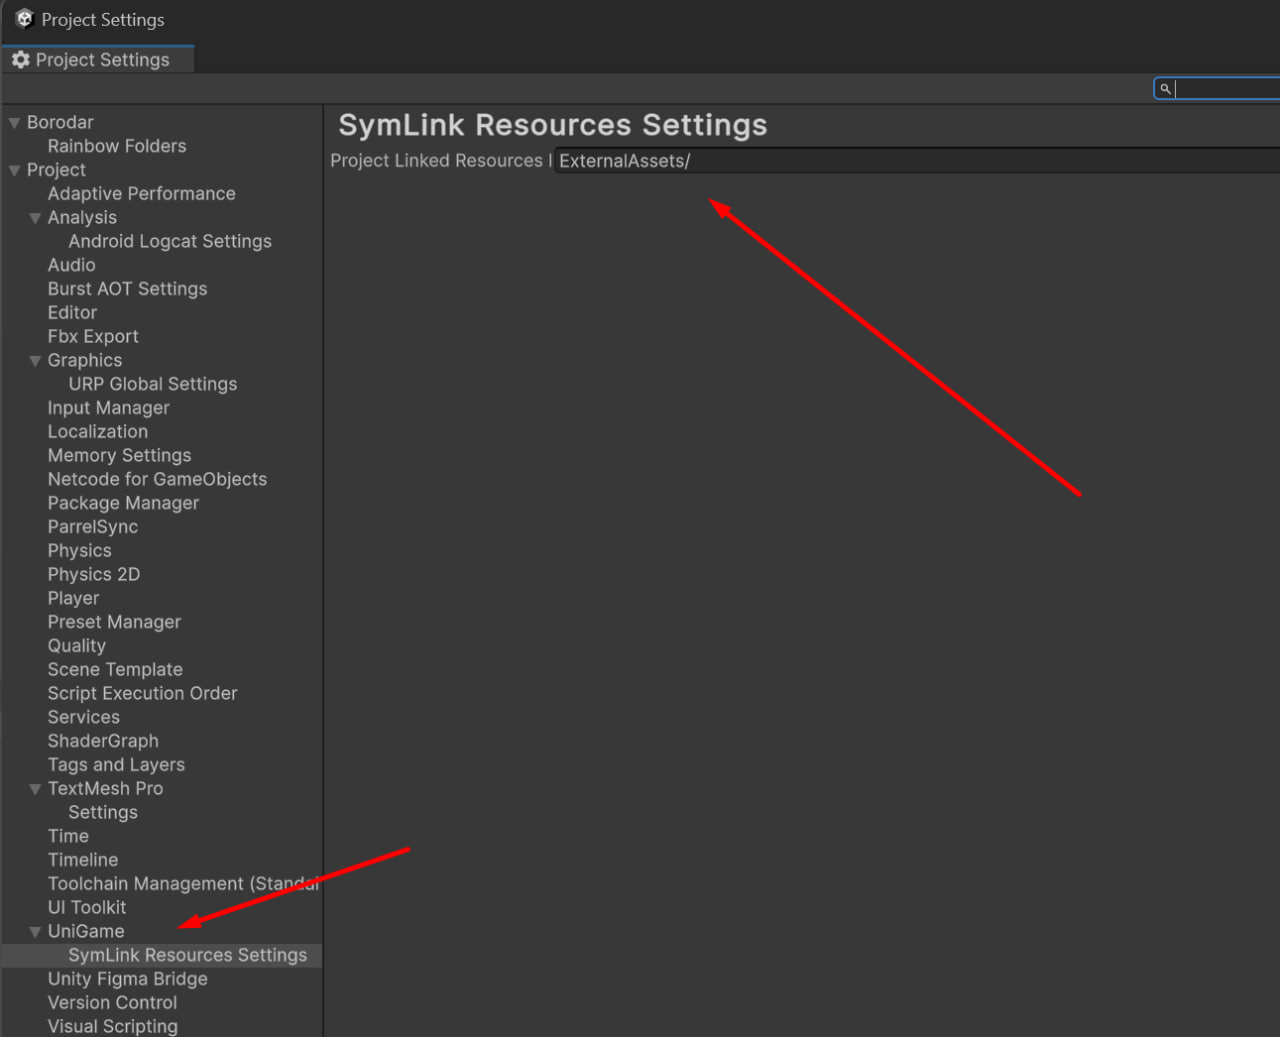 Project Settings
Project Settings
Borodar
Rainbow Folders
Project
Adaptive Performance
Analysis
Android Logcat Settings
Audio
Burst AOT Settings
Editor
Fbx Export
Graphics
URP Global Settings
Input Manager
Localization
Memory Settings
Netcode for GameObjects
Package Manager
ParrelSync
Physics
Physics 2D
Player
Preset Manager
Quality
Scene Template
Script Execution Order
Services
ShaderGraph
Tags and Layers
TextMesh Pro
Settings
Time
Timeline
Toolchain Management (Standal
UI Toolkit
UniGame
SymLink Resources Settings
Unity Figma Bridge
Version Control
Visual Scripting
SymLink Resources Settings
Project Linked Resources ExternalAssets/